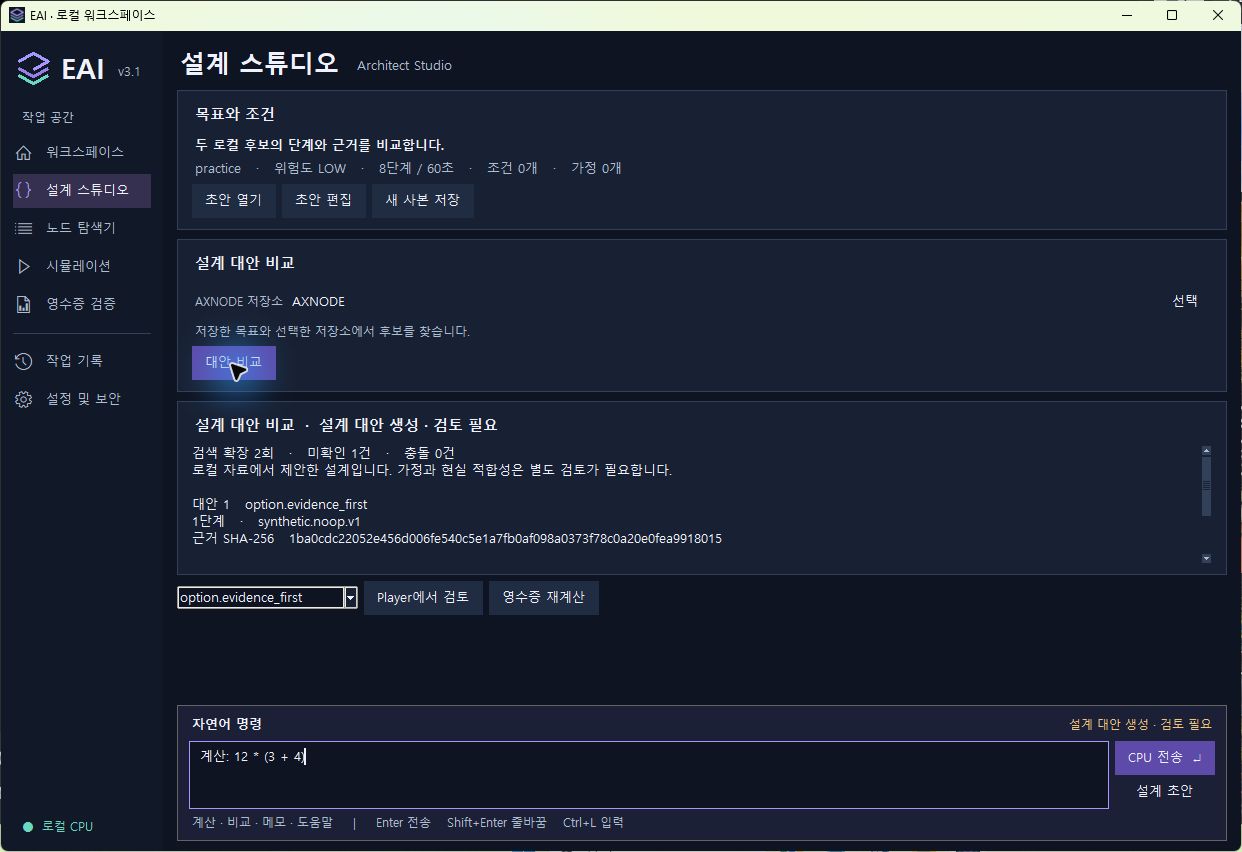 EAI · 로컬 워크스페이스
EAI v3.1
작업 공간
워크스페이스
설계 스튜디오
노드 탐색기
시뮬레이션
영수증 검증
작업 기록
설정 및 보안
로컬 CPU
설계 스튜디오 Architect Studio
목표와 조건
두 로컬 후보의 단계와 근거를 비교합니다.
practice · 위험도 LOW · 8단계 / 60초 · 조건 0개 · 가정 0개
초안 열기 초안 편집 새 사본 저장
설계 대안 비교
AXNODE 저장소 AXNODE 선택
저장한 목표와 선택한 저장소에서 후보를 찾습니다.
대안 비교
설계 대안 비교 · 설계 대안 생성 · 검토 필요
검색 확장 2회 · 미확인 1건 · 충돌 0건
로컬 자료에서 제안한 설계입니다. 가정과 현실 적합성은 별도 검토가 필요합니다.
대안 1 option.evidence_first
1단계 · synthetic.noop.v1
근거 SHA-256 1ba0cdc22052e456d006fe540c5e1a7fb0af098a0373f78c0a20e0fea9918015
option.evidence_first Player에서 검토 영수증 재계산
자연어 명령 설계 대안 생성 · 검토 필요
계산: 12 * (3 + 4)
CPU 전송 ↵
설계 초안
계산 · 비교 · 메모 · 도움말 | Enter 전송 Shift+Enter 줄바꿈 Ctrl+L 입력